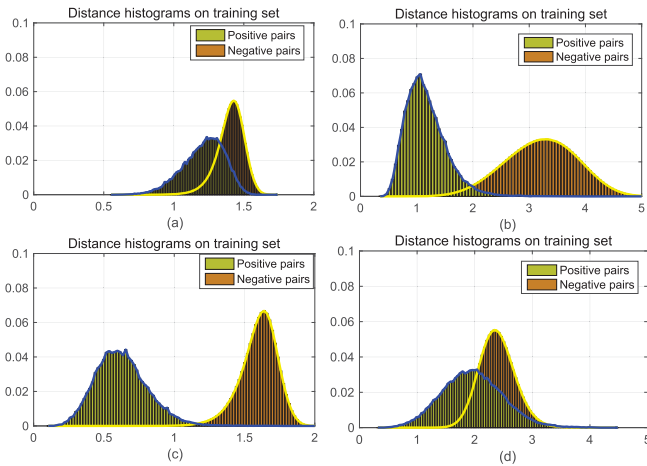 Distance histograms on training set
Positive pairs
Negative pairs
0.1
0.08
0.06
0.04
0.02
0
0 0.5 1 1.5 2
(a)
Distance histograms on training set
Positive pairs
Negative pairs
0.1
0.08
0.06
0.04
0.02
0
0 1 2 3 4 5
(b)
Distance histograms on training set
Positive pairs
Negative pairs
0.1
0.08
0.06
0.04
0.02
0
0 0.5 1 1.5 2
(c)
Distance histograms on training set
Positive pairs
Negative pairs
0.1
0.08
0.06
0.04
0.02
0
0 1 2 3 4 5
(d)